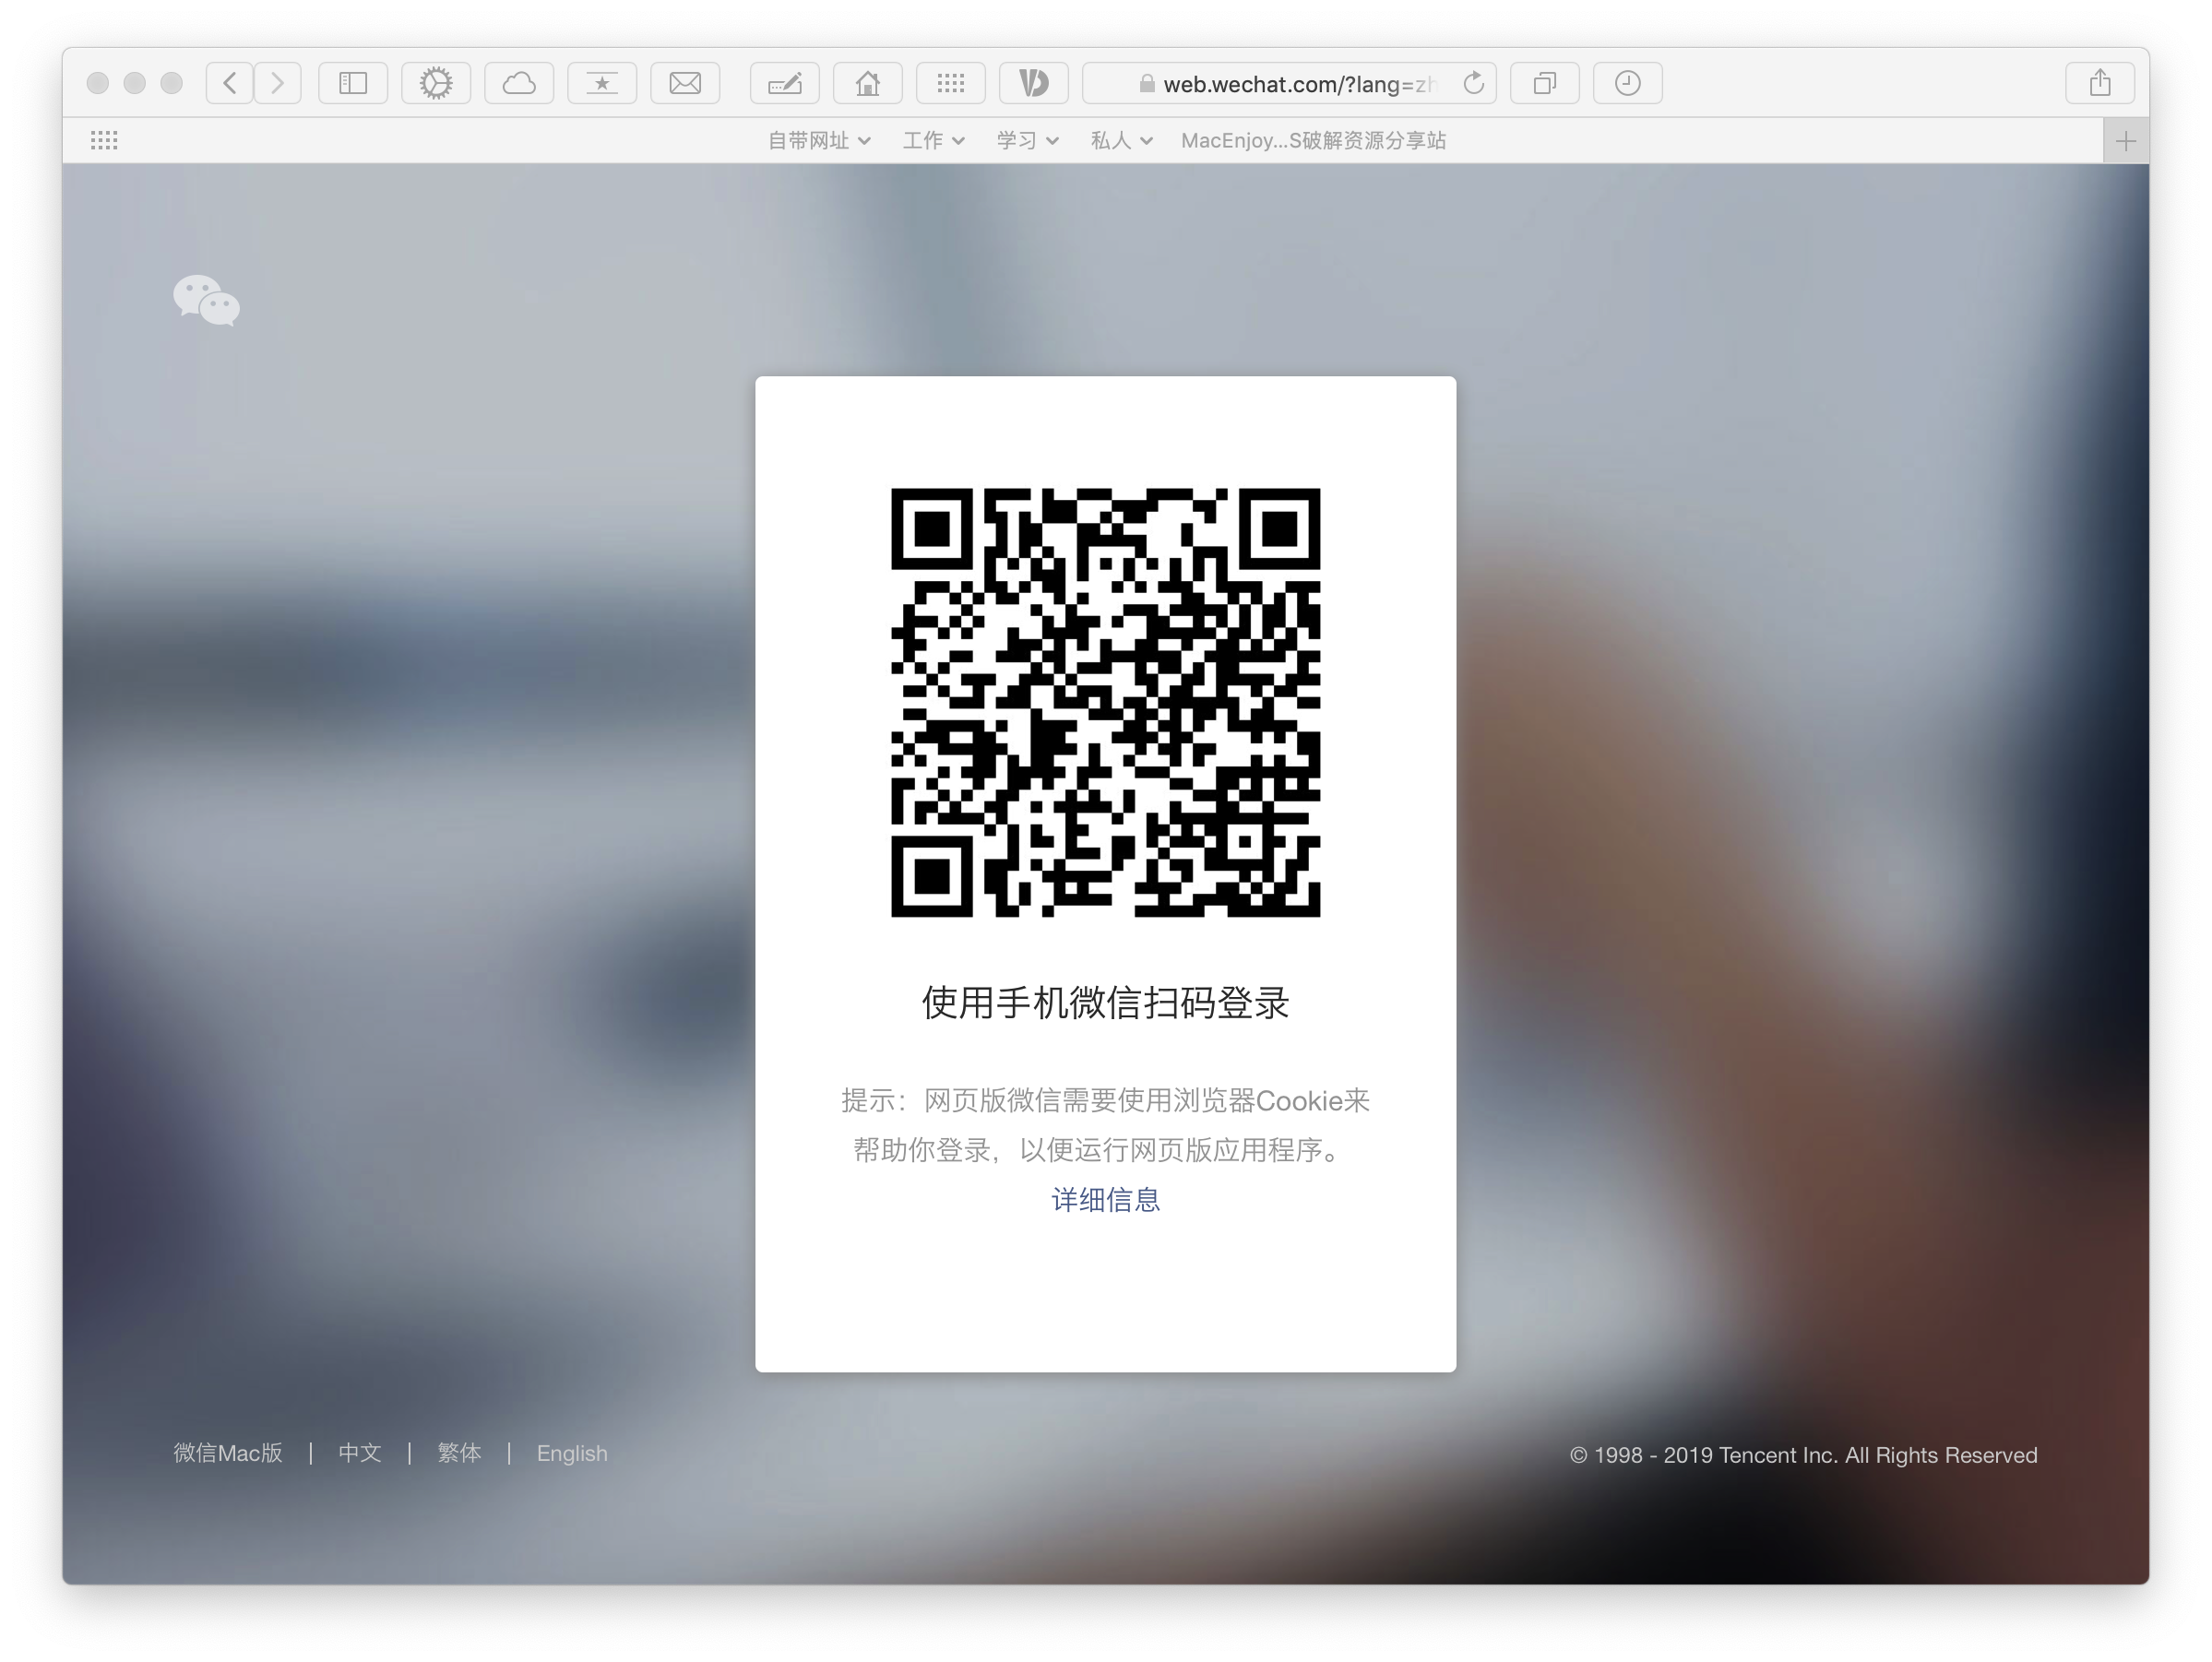 web.wechat.com/?lang=zh
自带网址 工作 学习 私人 MacEnjoy...S破解资源分享站
使用手机微信扫码登录
提示：网页版微信需要使用浏览器Cookie来
帮助你登录，以便运行网页版应用程序。
详细信息
微信Mac版 | 中文 | 繁体 | English
© 1998 - 2019 Tencent Inc. All Rights Reserved